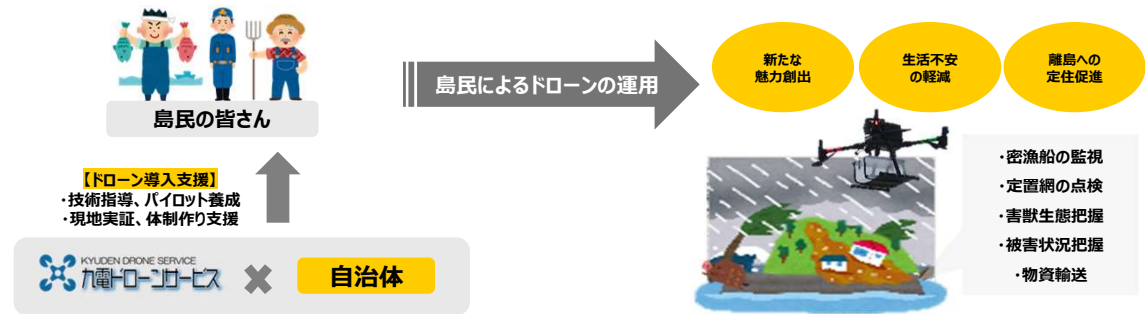 島民の皆さん
【ドローン導入支援】
・技術指導、パイロット養成
・現地実証、体制作り支援
KYUDEN DRONE SERVICE
九電ドローンサービス
自治体
島民によるドローンの運用
新たな
魅力創出
生活不安
の軽減
離島への
定住促進
・密漁船の監視
・定置網の点検
・害獣生態把握
・被害状況把握
・物資輸送